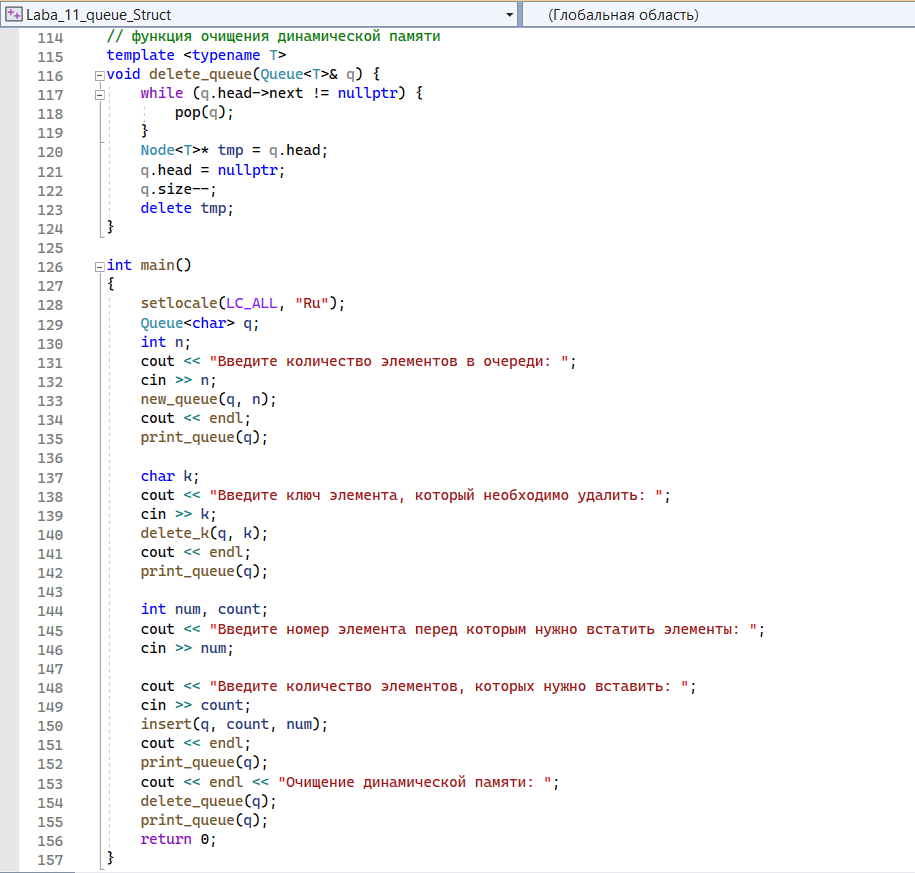 Laba_11_queue_Struct (Глобальная область)
114 // функция очищения динамической памяти
115 template <typename T>
116 void delete_queue(Queue<T>& q) {
117 while (q.head->next != nullptr) {
118 pop(q);
119 }
120 Node<T>* tmp = q.head;
121 q.head = nullptr;
122 q.size--;
123 delete tmp;
124 }
125
126 int main()
127 {
128 setlocale(LC_ALL, "Ru");
129 Queue<char> q;
130 int n;
131 cout << "Введите количество элементов в очереди: ";
132 cin >> n;
133 new_queue(q, n);
134 cout << endl;
135 print_queue(q);
136
137 char k;
138 cout << "Введите ключ элемента, который необходимо удалить: ";
139 cin >> k;
140 delete_k(q, k);
141 cout << endl;
142 print_queue(q);
143
144 int num, count;
145 cout << "Введите номер элемента перед которым нужно встатить элементы: ";
146 cin >> num;
147
148 cout << "Введите количество элементов, которых нужно вставить: ";
149 cin >> count;
150 insert(q, count, num);
151 cout << endl;
152 print_queue(q);
153 cout << endl << "Очищение динамической памяти: ";
154 delete_queue(q);
155 print_queue(q);
156 return 0;
157 }